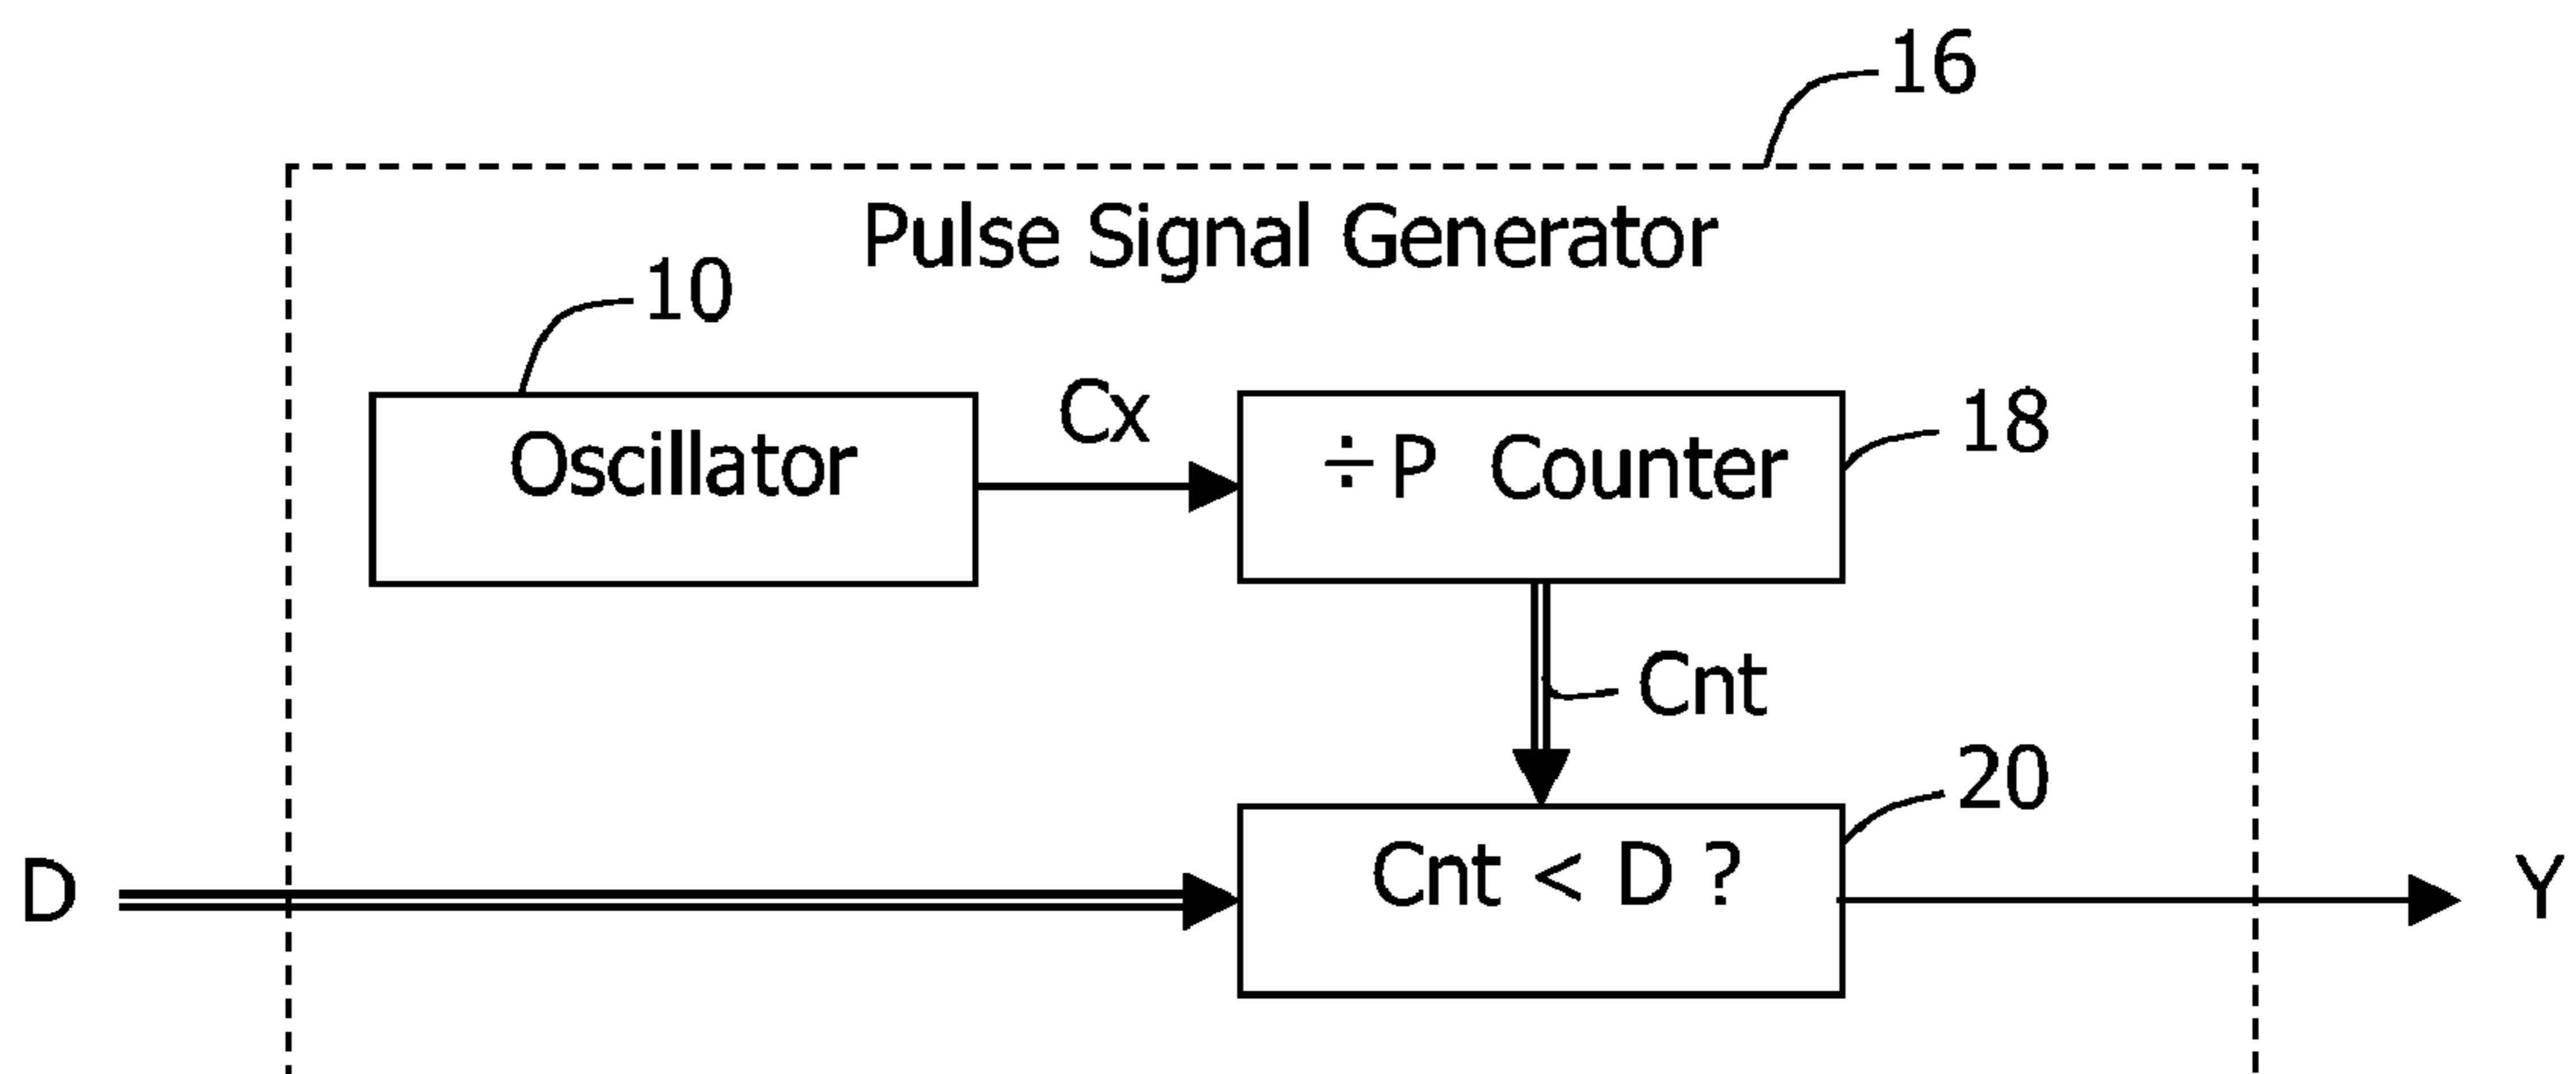 16
Pulse Signal Generator
10
Cx
18
Oscillator
÷P Counter
Cnt
20
D
Cnt < D ?
Y